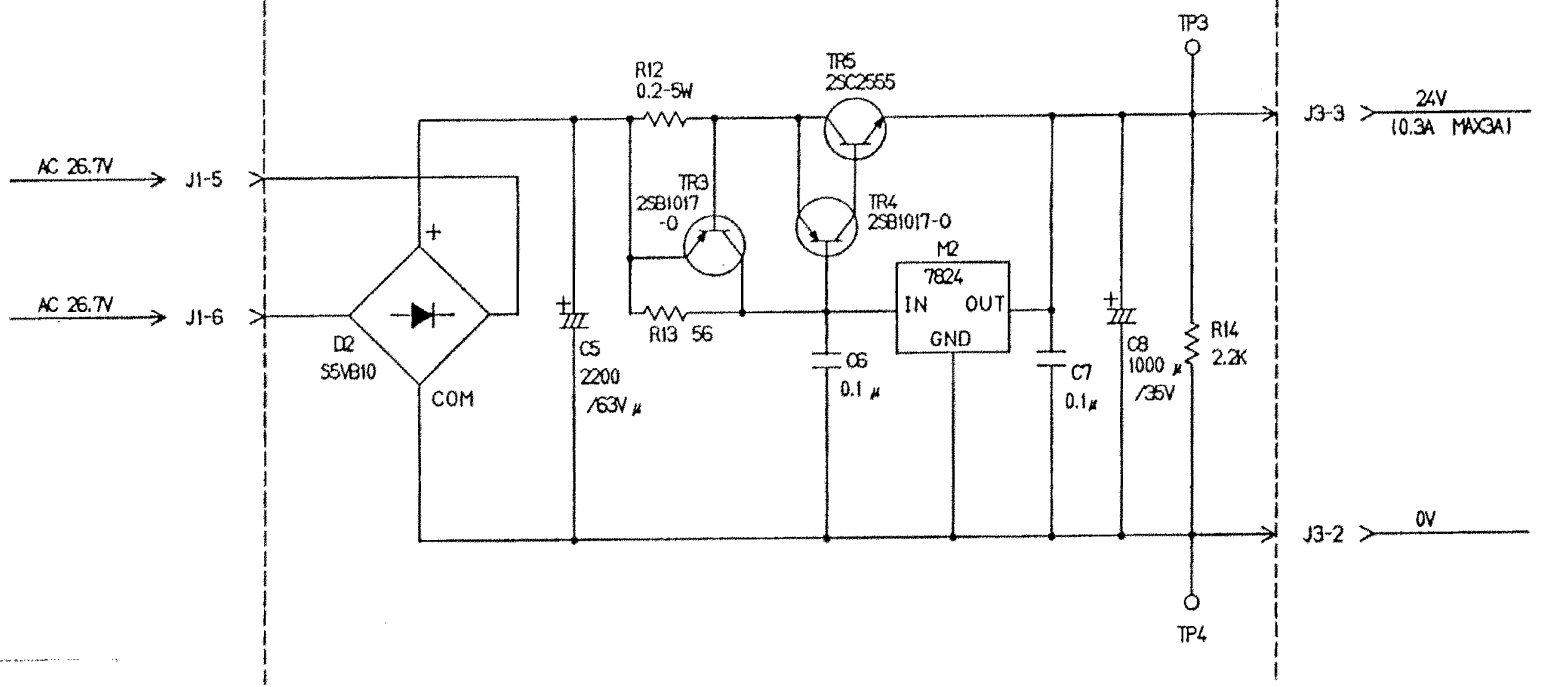 TP3
TR5
2SC2555
R12
0.2-5W
J3-3
24V
(0.3A MAX3A)
AC 26.7V
J1-5
TR3
2SB1017
-O
TR4
2SB1017-O
+
M2
7824
IN OUT
GND
AC 26.7V
J1-6
+
+
R13 56
D2
S5VB10
COM
C5
2200
/63V μ
C6
0.1 μ
C7
0.1μ
C8
1000 μ
/35V
R14
2.2K
J3-2
0V
TP4